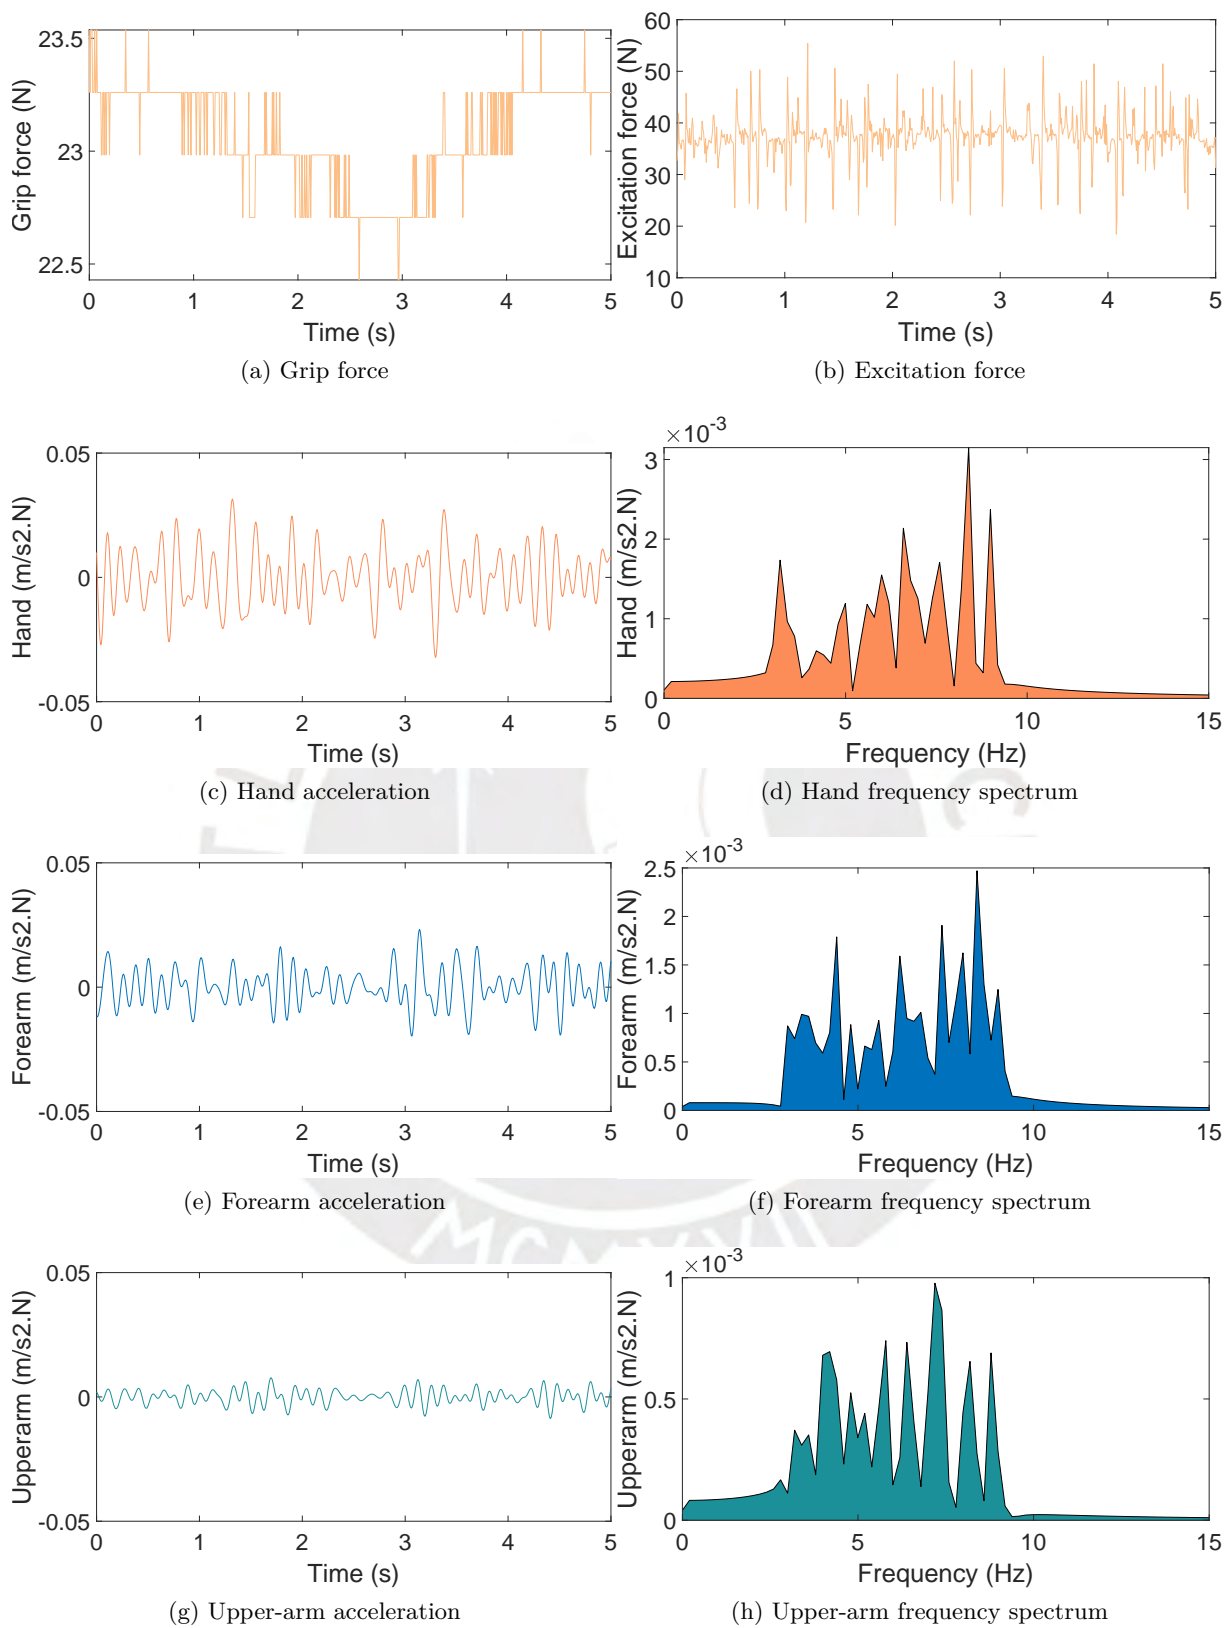 23.5
23
22.5
Grip force (N)
0 1 2 3 4 5
Time (s)
(a) Grip force
60
50
40
30
20
10
Excitation force (N)
0 1 2 3 4 5
Time (s)
(b) Excitation force
0.05
0
-0.05
Hand (m/s2.N)
0 1 2 3 4 5
Time (s)
(c) Hand acceleration
×10-3
3
2
1
0
Hand (m/s2.N)
0 5 10 15
Frequency (Hz)
(d) Hand frequency spectrum
0.05
0
-0.05
Forearm (m/s2.N)
0 1 2 3 4 5
Time (s)
(e) Forearm acceleration
×10-3
2.5
2
1.5
1
0.5
0
Forearm (m/s2.N)
0 5 10 15
Frequency (Hz)
(f) Forearm frequency spectrum
MCMXVII
0.05
0
-0.05
Upperarm (m/s2.N)
0 1 2 3 4 5
Time (s)
(g) Upper-arm acceleration
×10-3
1
0.5
0
Upperarm (m/s2.N)
0 5 10 15
Frequency (Hz)
(h) Upper-arm frequency spectrum